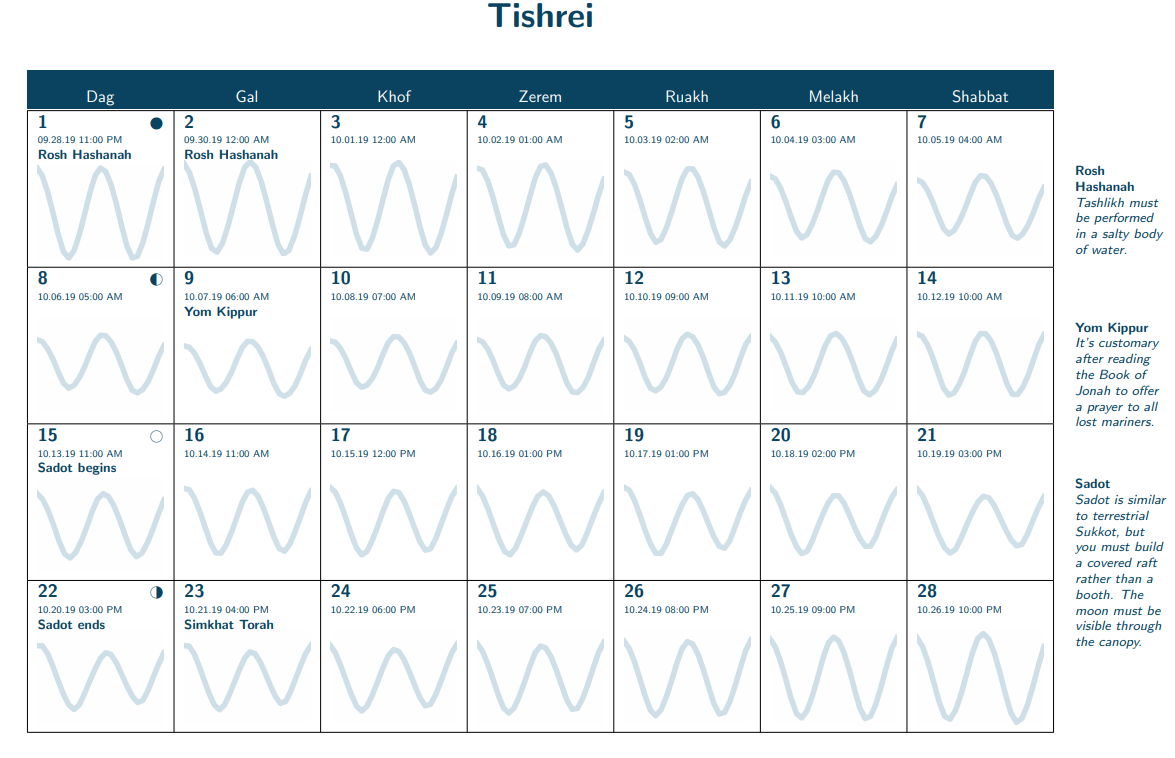 Tishrei
Dag Gal Khof Zerem Ruakh Melakh Shabbat
1 2 3 4 5 6 7
09.28.19 11:00 PM 09.30.19 12:00 AM 10.01.19 12:00 AM 10.02.19 01:00 AM 10.03.19 02:00 AM 10.04.19 03:00 AM 10.05.19 04:00 AM
Rosh Hashanah Rosh Hashanah
Rosh
Hashanah
Tashlikh must
be performed
in a salty body
of water.
8 9 10 11 12 13 14
10.06.19 05:00 AM 10.07.19 06:00 AM 10.08.19 07:00 AM 10.09.19 08:00 AM 10.10.19 09:00 AM 10.11.19 10:00 AM 10.12.19 10:00 AM
Yom Kippur
Yom Kippur
It's customary
after reading
the Book of
Jonah to offer
a prayer to all
lost mariners.
15 16 17 18 19 20 21
10.13.19 11:00 AM 10.14.19 11:00 AM 10.15.19 12:00 PM 10.16.19 01:00 PM 10.17.19 01:00 PM 10.18.19 02:00 PM 10.19.19 03:00 PM
Sadot begins
Sadot
Sadot is similar
to terrestrial
Sukkot, but
you must build
a covered raft
rather than a
booth. The
moon must be
visible through
the canopy.
22 23 24 25 26 27 28
10.20.19 03:00 PM 10.21.19 04:00 PM 10.22.19 06:00 PM 10.23.19 07:00 PM 10.24.19 08:00 PM 10.25.19 09:00 PM 10.26.19 10:00 PM
Sadot ends Simkhat Torah